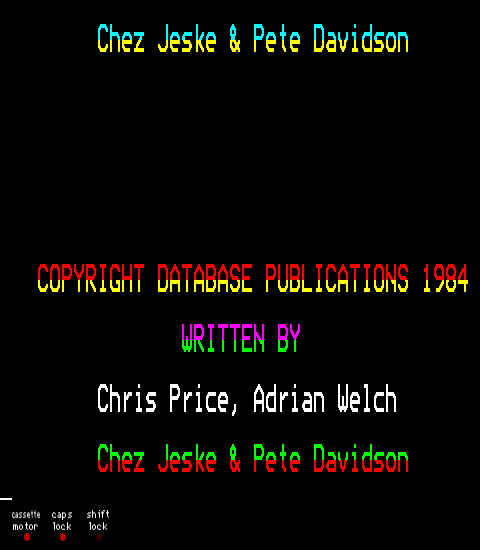 Chez Jeske & Pete Davidson
COPYRIGHT DATABASE PUBLICATIONS 1984
WRITTEN BY
Chris Price, Adrian Welch
Chez Jeske & Pete Davidson
cassette motor
caps lock
shift lock